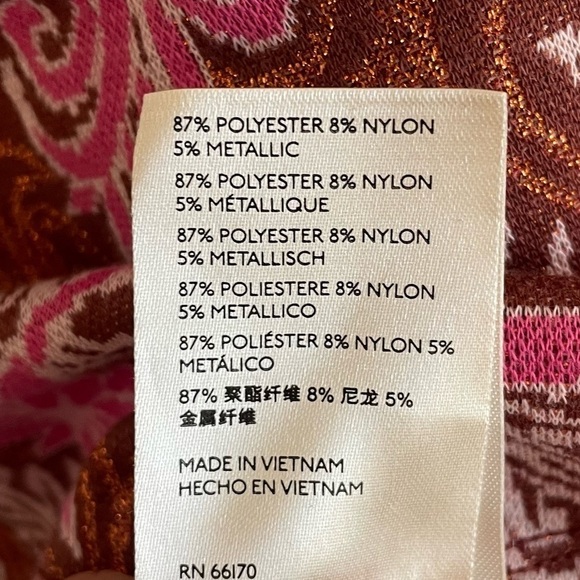 87% POLYESTER 8% NYLON
5% METALLIC
87% POLYESTER 8% NYLON
5% MÉTALLIQUE
87% POLYESTER 8% NYLON
5% METALLISCH
87% POLIESTERE 8% NYLON
5% METALLICO
87% POLIÉSTER 8% NYLON 5%
METÁLICO
87% 聚酯纤维 8% 尼龙 5%
金属纤维
MADE IN VIETNAM
HECHO EN VIETNAM
RN 66170